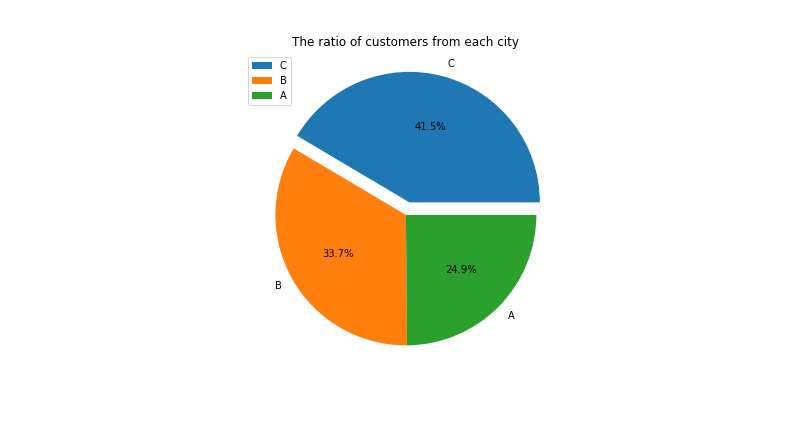 The ratio of customers from each city
C
B
A
C
41.5%
33.7%
24.9%
B
A